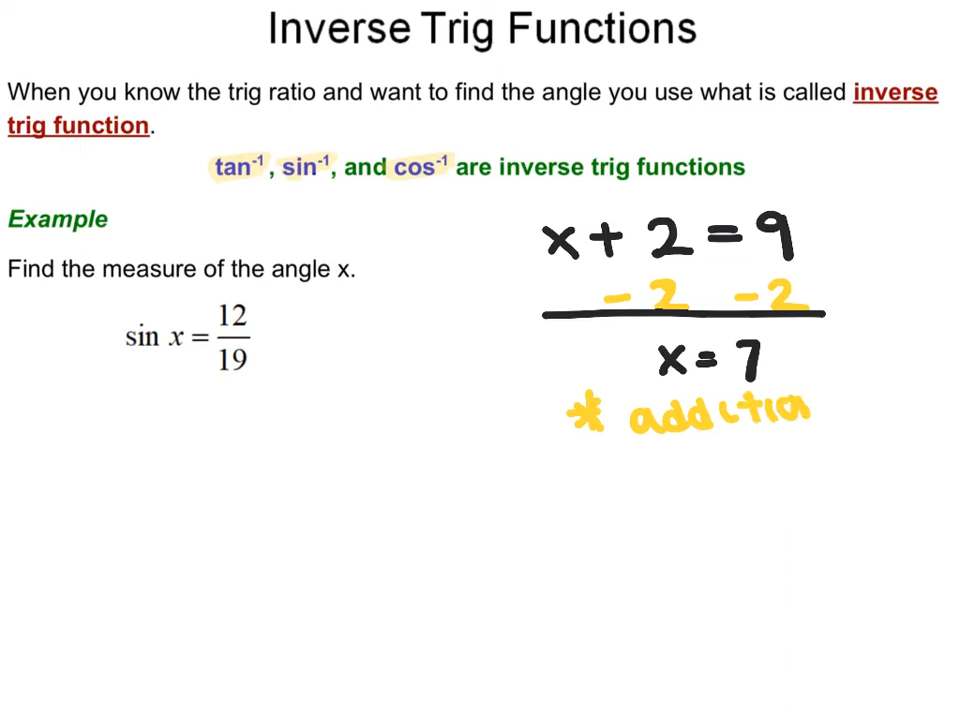 Inverse Trig Functions
When you know the trig ratio and want to find the angle you use what is called inverse
trig function.
tan⁻¹, sin⁻¹, and cos⁻¹ are inverse trig functions
Example
Find the measure of the angle x.
sin x = 12/19
x + 2 = 9
- 2 - 2
x = 7
* additio